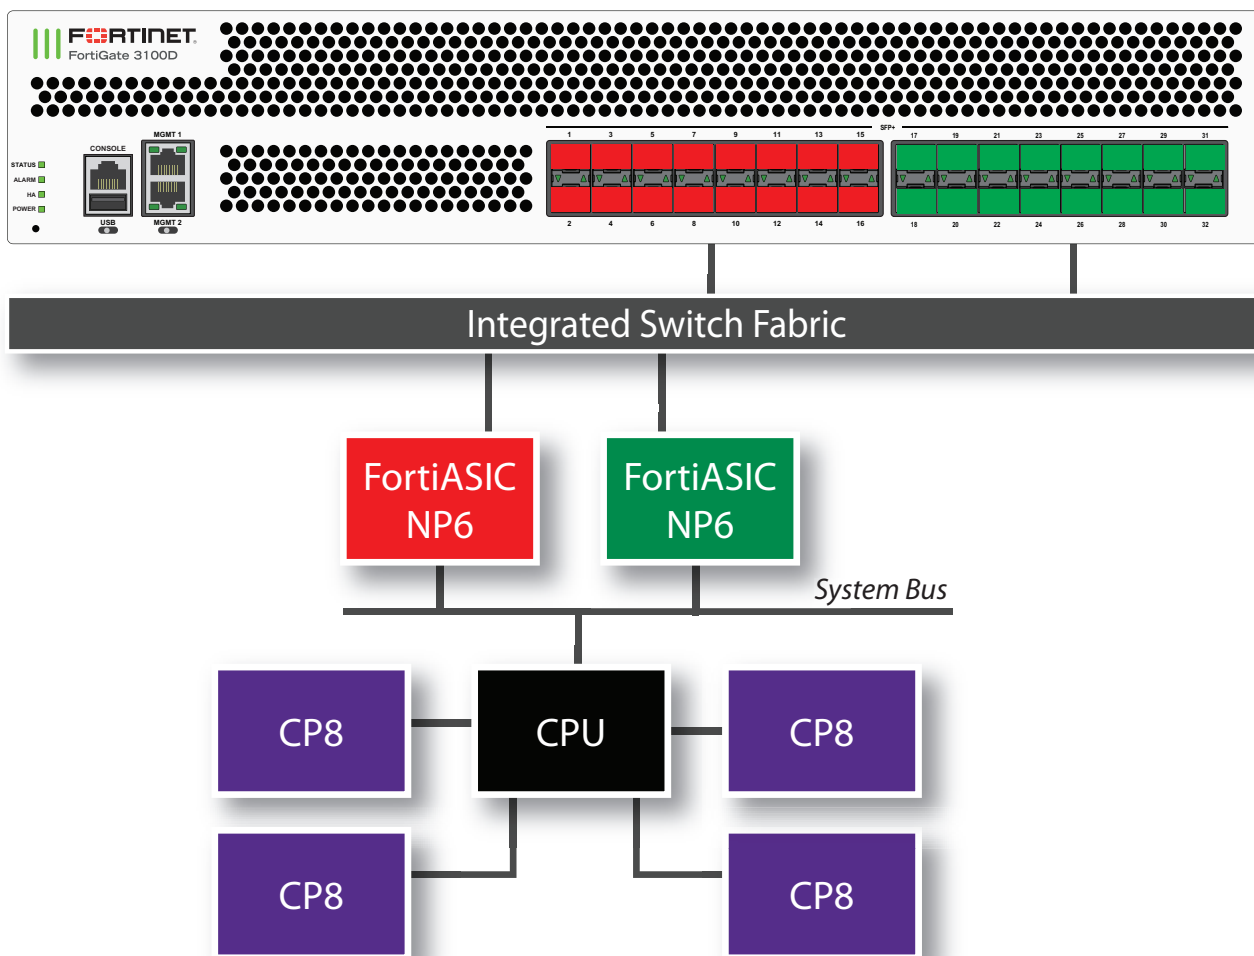 FORTINET
FortiGate 3100D
MGMT 1
CONSOLE
STATUS
ALARM
HA
POWER
USB
MGMT 2
SFP+
1 3 5 7 9 11 13 15 17 19 21 23 25 27 29 31
2 4 6 8 10 12 14 16 18 20 22 24 26 28 30 32
Integrated Switch Fabric
FortiASIC
NP6
FortiASIC
NP6
System Bus
CP8
CPU
CP8
CP8
CP8